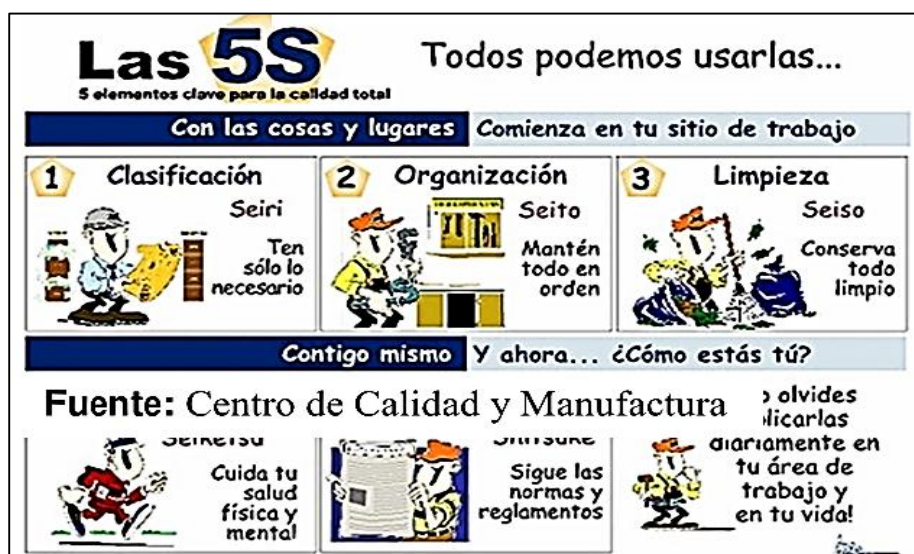 Las 5S
5 elementos clave para la calidad total
Todos podemos usarlas...
Con las cosas y lugares Comienza en tu sitio de trabajo
1 Clasificación
Seiri
Ten
sólo lo
necesario
2 Organización
Seito
Mantén
todo en
orden
3 Limpieza
Seiso
Conserva
todo
limpio
Contigo mismo Y ahora... ¿Cómo estás tú?
Fuente: Centro de Calidad y Manufactura
Seiketsu
Cuida tu
salud
física y
mental
Shitsuke
Sigue las
normas y
reglamentos
olvides
diariamente en
tu área de
trabajo y
en tu vida!